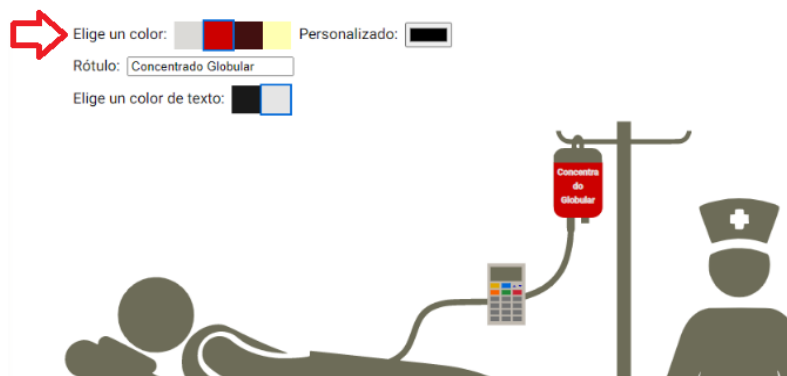 Elige un color: Personalizado:
Rótulo: Concentrado Globular
Elige un color de texto:
Concentra
do
Globular